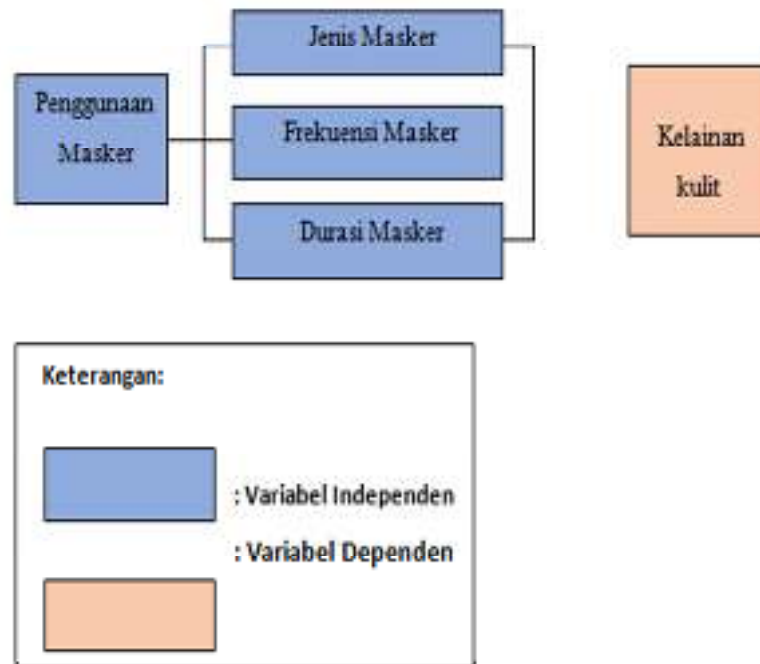 Penggunaan
Masker
Jenis Masker
Frekuensi Masker
Durasi Masker
Kelainan
kulit
Keterangan:
: Variabel Independen
: Variabel Dependen